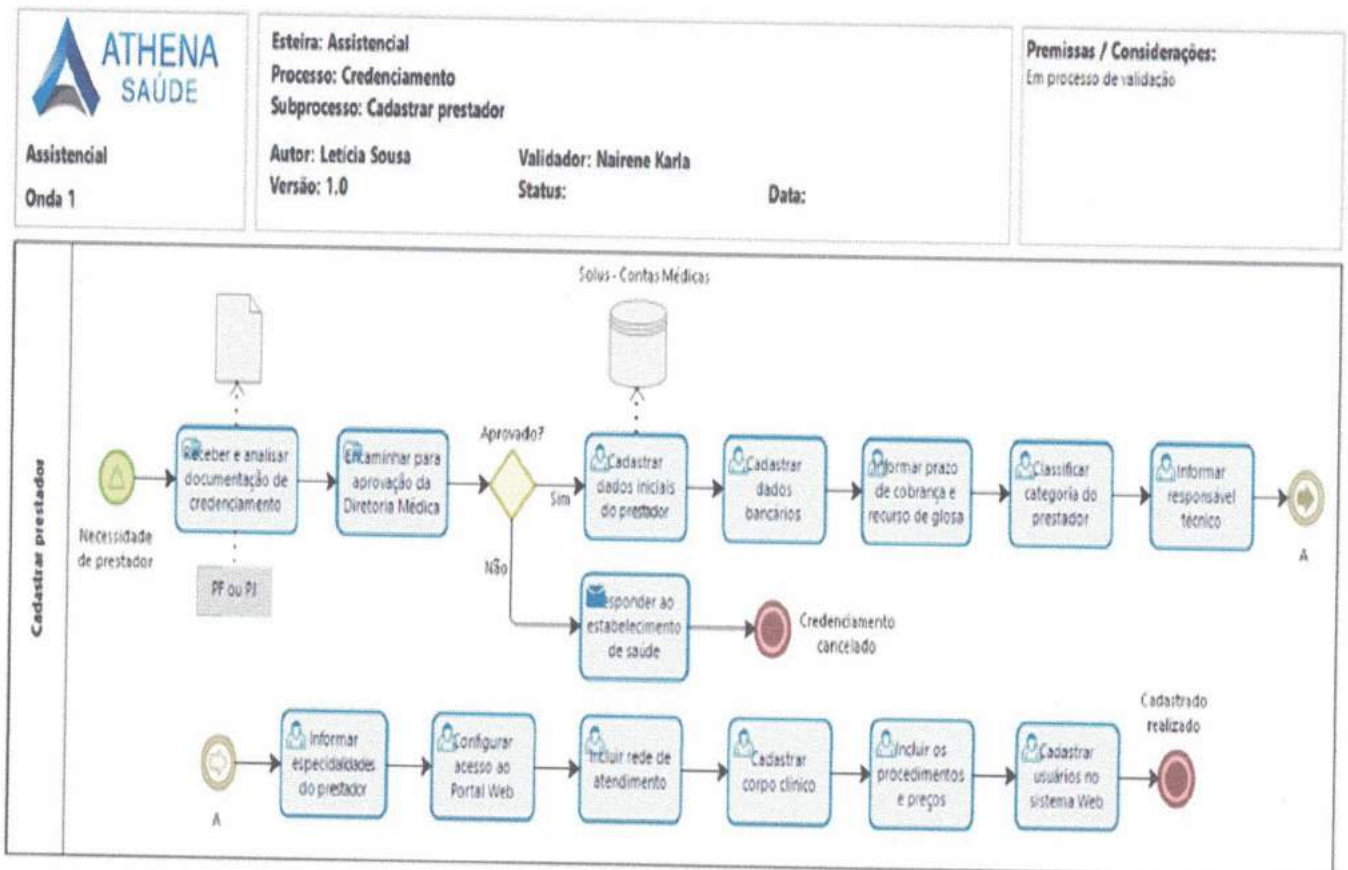 ATHENA
SAÚDE
Assistencial
Onda 1
Esteira: Assistencial
Processo: Credenciamento
Subprocesso: Cadastrar prestador
Autor: Letícia Sousa
Validador: Nairene Karla
Versão: 1.0
Status:
Data:
Premissas / Considerações:
Em processo de validação
Cadastrar prestador
Solus - Contas Médicas
Necessidade
de prestador
Receber e analisar
documentação de
credenciamento
PF ou PJ
Encaminhar para
aprovação da
Diretoria Médica
Aprovado?
Sim
Não
Cadastrar
dados iniciais
do prestador
Cadastrar
dados
bancários
Informar prazo
de cobrança e
recurso de glosa
Classificar
categoria do
prestador
Informar
responsável
técnico
A
Responder ao
estabelecimento
de saúde
Credenciamento
cancelado
A
Informar
especialidades
do prestador
Configurar
acesso ao
Portal Web
Incluir rede de
atendimento
Cadastrar
corpo clínico
Incluir os
procedimentos
e preços
Cadastrar
usuários no
sistema Web
Cadastrado
realizado